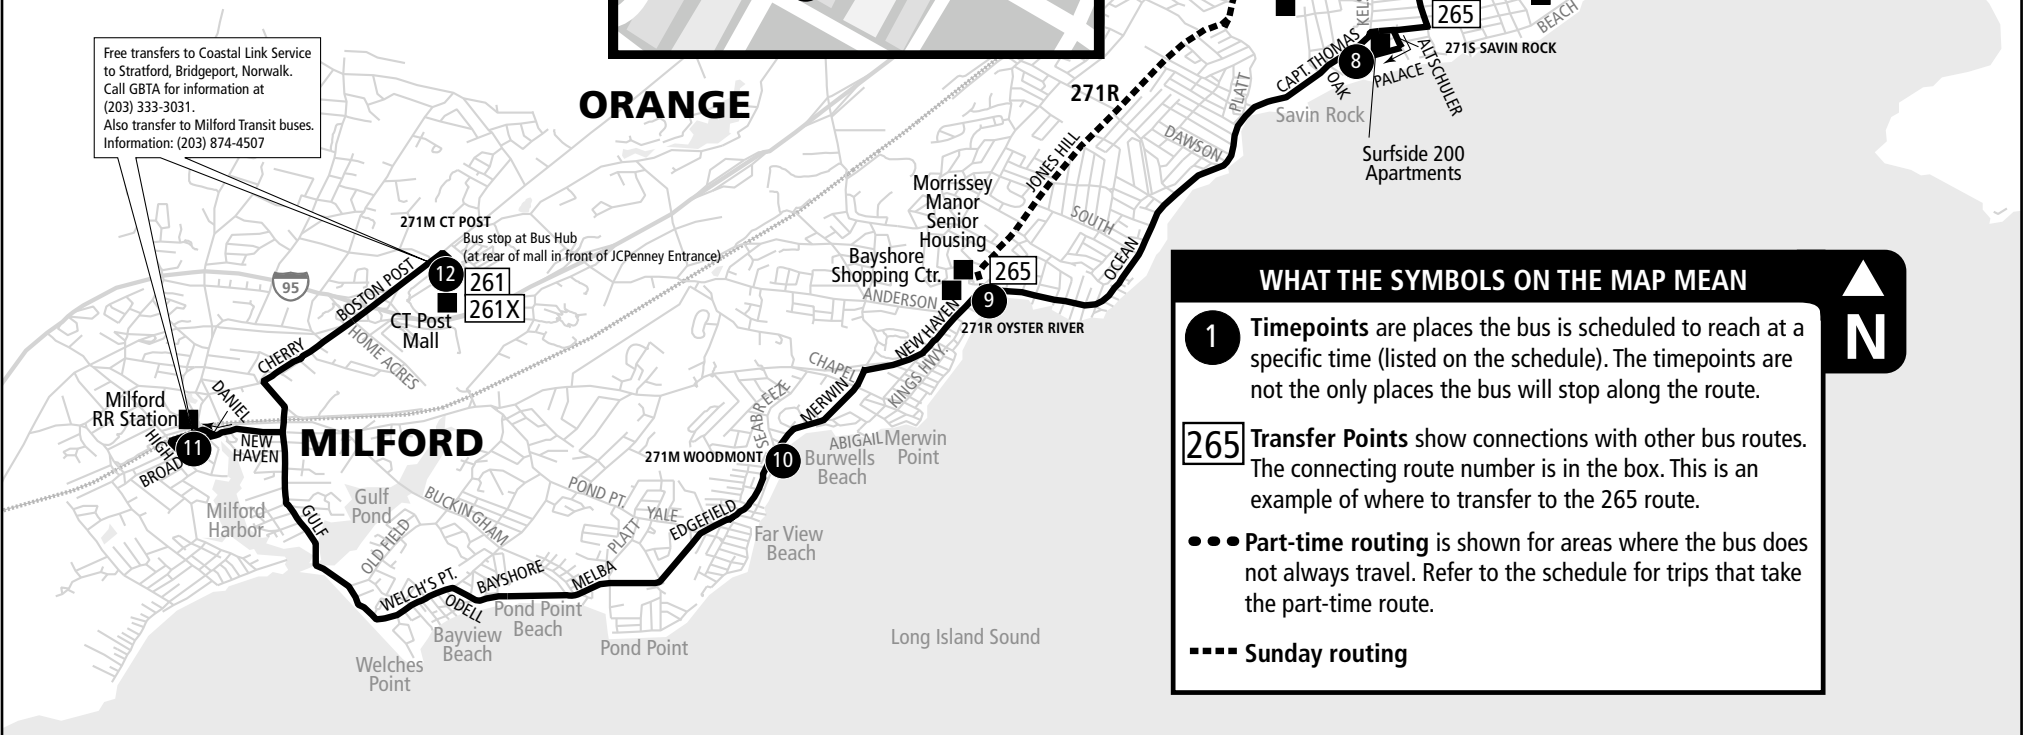 Free transfers to Coastal Link Service
to Stratford, Bridgeport, Norwalk.
Call GBTA for information at
(203) 333-3031.
Also transfer to Milford Transit buses.
Information: (203) 874-4507
ORANGE
271R
JONES HILL
265
BEACH
271S SAVIN ROCK
CAPT. THOMAS
8
OAK
PALACE
ALTSCHULER
PLATT
Savin Rock
DAWSON
Surfside 200
Apartments
SOUTH
OCEAN
Morrissey
Manor
Senior
Housing
Bayshore
Shopping Ctr.
265
ANDERSON
9
271R OYSTER RIVER
NEW HAVEN
271M CT POST
Bus stop at Bus Hub
(at rear of mall in front of JCPenney Entrance)
12
261
261X
CT Post
Mall
95
BOSTON POST
HOME ACRES
CHERRY
DANIEL
Milford
RR Station
11
HIGH
BROAD
NEW
HAVEN
MILFORD
CHAPEL
KINGS HWY.
MERWIN
SEABREEZE
ABIGAIL
Merwin
Point
271M WOODMONT
10
Burwells
Beach
Milford
Harbor
Gulf
Pond
GULF
OLD FIELD
BUCKINGHAM
POND PT.
YALE
PLATT
EDGEFIELD
Far View
Beach
WELCH'S PT.
ODELL
BAYSHORE
MELBA
Pond Point
Beach
Bayview
Beach
Pond Point
Welches
Point
Long Island Sound
WHAT THE SYMBOLS ON THE MAP MEAN
N
1
Timepoints are places the bus is scheduled to reach at a
specific time (listed on the schedule). The timepoints are
not the only places the bus will stop along the route.
265
Transfer Points show connections with other bus routes.
The connecting route number is in the box. This is an
example of where to transfer to the 265 route.
Part-time routing is shown for areas where the bus does
not always travel. Refer to the schedule for trips that take
the part-time route.
Sunday routing